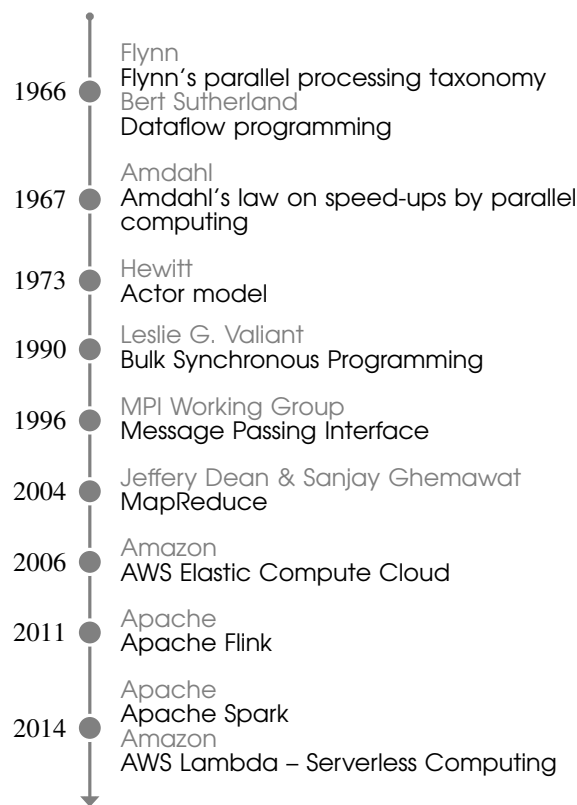 Flynn
1966
Flynn's parallel processing taxonomy
Bert Sutherland
Dataflow programming
Amdahl
1967
Amdahl's law on speed-ups by parallel
computing
Hewitt
1973
Actor model
Leslie G. Valiant
1990
Bulk Synchronous Programming
MPI Working Group
1996
Message Passing Interface
Jeffery Dean & Sanjay Ghemawat
2004
MapReduce
Amazon
2006
AWS Elastic Compute Cloud
Apache
2011
Apache Flink
Apache
Apache Spark
2014
Amazon
AWS Lambda – Serverless Computing